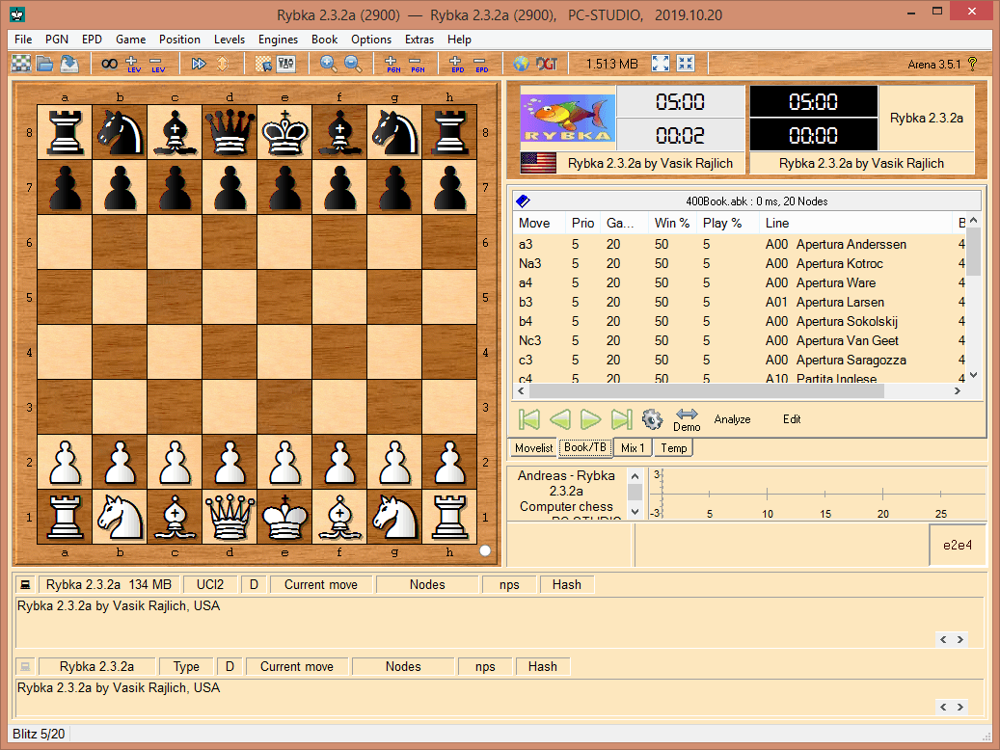 Rybka 2.3.2a (2900) — Rybka 2.3.2a (2900), PC-STUDIO, 2019.10.20
File PGN EPD Game Position Levels Engines Book Options Extras Help
LEV LEV PGN PGN EPD EPD DGT 1.513 MB Arena 3.5.1 ?
a b c d e f g h
8 8
7 7
6 6
5 5
4 4
3 3
2 2
1 1
a b c d e f g h
RYBKA
05:00
00:02
Rybka 2.3.2a by Vasik Rajlich
05:00
00:00
Rybka 2.3.2a
Rybka 2.3.2a by Vasik Rajlich
400Book.abk : 0 ms, 20 Nodes
Move Prio Ga... Win % Play % Line B
a3 5 20 50 5 A00 Apertura Anderssen 4
Na3 5 20 50 5 A00 Apertura Kotroc 4
a4 5 20 50 5 A00 Apertura Ware 4
b3 5 20 50 5 A01 Apertura Larsen 4
b4 5 20 50 5 A00 Apertura Sokolskij 4
Nc3 5 20 50 5 A00 Apertura Van Geet 4
c3 5 20 50 5 A00 Apertura Saragozza 4
c4 5 20 50 5 A10 Partita Inglese 4
Demo Analyze Edit
Movelist Book/TB Mix 1 Temp
Andreas - Rybka
2.3.2a
Computer chess
PC-STUDIO
3
-3 5 10 15 20 25
e2e4
Rybka 2.3.2a 134 MB UCI2 D Current move Nodes nps Hash
Rybka 2.3.2a by Vasik Rajlich, USA
Rybka 2.3.2a Type D Current move Nodes nps Hash
Rybka 2.3.2a by Vasik Rajlich, USA
Blitz 5/20